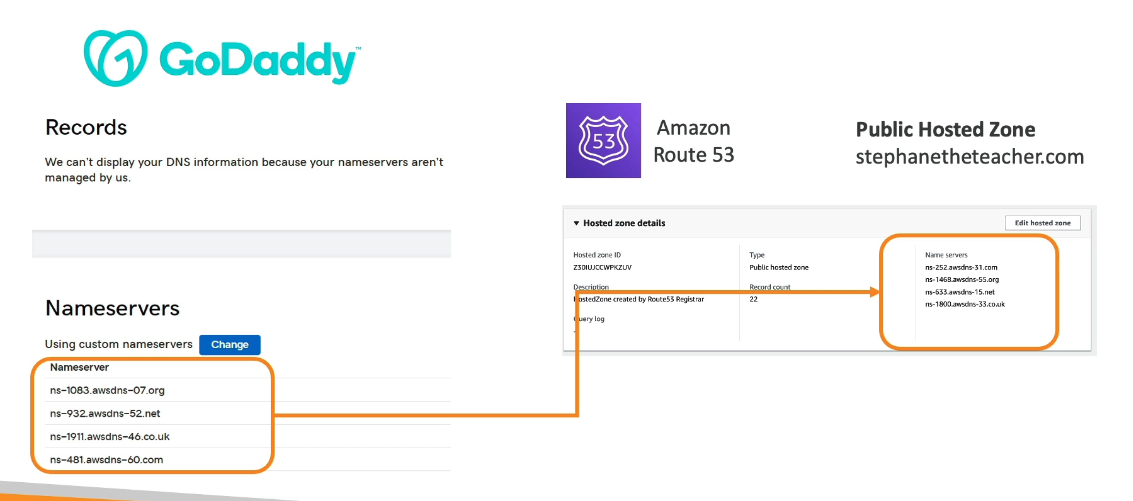 GoDaddy™
Records
We can't display your DNS information because your nameservers aren't
managed by us.
Nameservers
Using custom nameservers Change
Nameserver
ns-1083.awsdns-07.org
ns-932.awsdns-52.net
ns-1911.awsdns-46.co.uk
ns-481.awsdns-60.com
53
Amazon
Route 53
Public Hosted Zone
stephanetheteacher.com
▼ Hosted zone details
Edit hosted zone
Hosted zone ID
Z30IUJCCWPKZUV
Description
HostedZone created by Route53 Registrar
Query log
-
Type
Public hosted zone
Record count
22
Name servers
ns-252.awsdns-31.com
ns-1468.awsdns-55.org
ns-633.awsdns-15.net
ns-1800.awsdns-33.co.uk